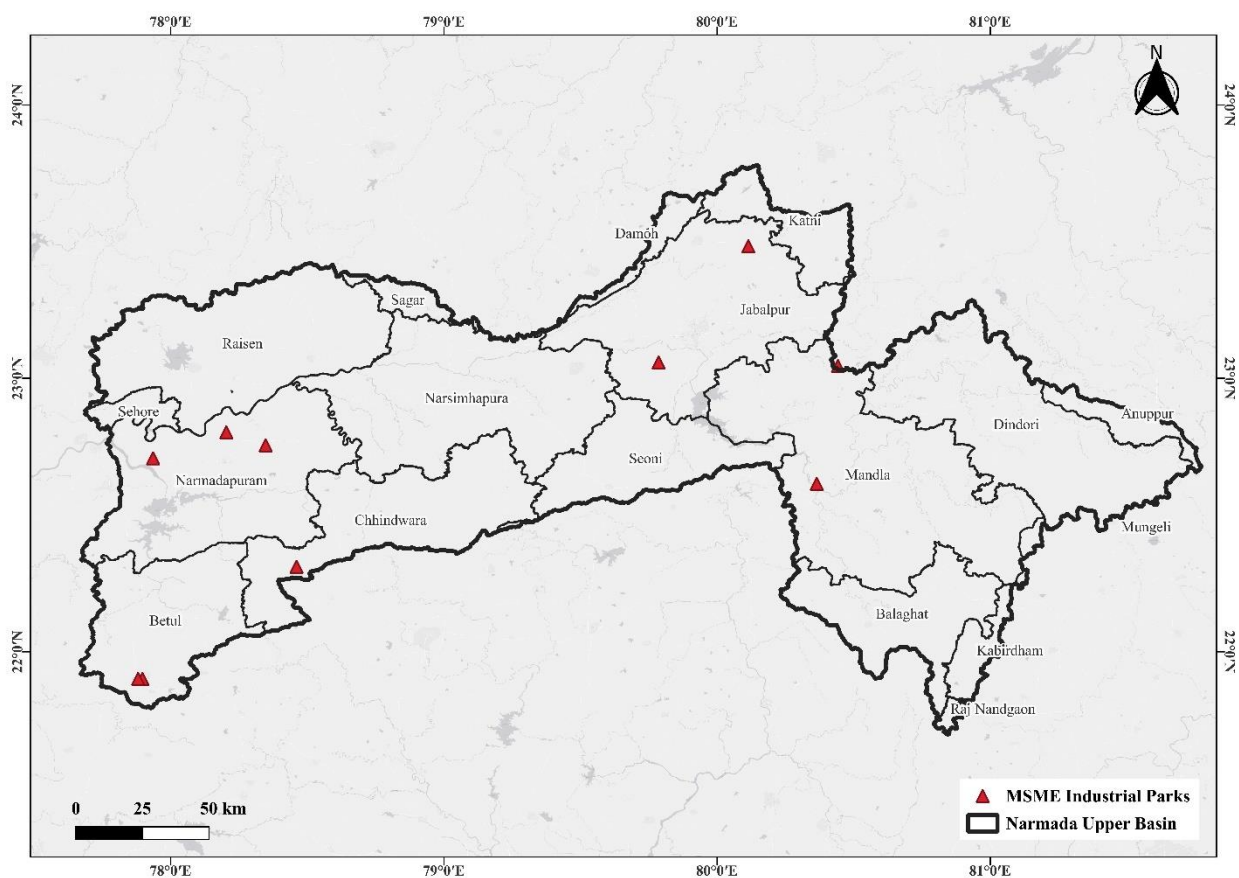 78°0'E 79°0'E 80°0'E 81°0'E
N
24°0'N 24°0'N
Katni
Damoh
Sagar
Jabalpur
Raisen
23°0'N 23°0'N
Narsimhapura
Sehore
Anuppur
Dindori
Seoni
Narmadapuram
Mandla
Chhindwara
Mungeli
Betul
Balaghat
22°0'N 22°0'N
Kabirdham
Raj Nandgaon
MSME Industrial Parks
0 25 50 km
Narmada Upper Basin
78°0'E 79°0'E 80°0'E 81°0'E